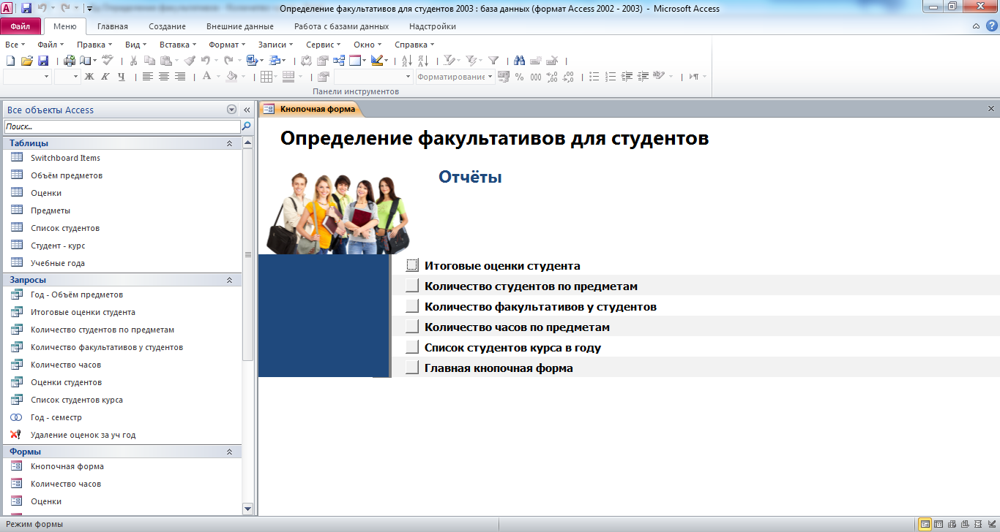 Определение факультативов для студентов 2003 : база данных (формат Access 2002 - 2003) - Microsoft Access
Файл Меню Главная Создание Внешние данные Работа с базами данных Надстройки
Все Файл Правка Вид Вставка Формат Записи Сервис Окно Справка
Ж К Ч Форматирование % 000
Панели инструментов
Все объекты Access
Поиск...
Таблицы
Switchboard Items
Объём предметов
Оценки
Предметы
Список студентов
Студент - курс
Учебные года
Запросы
Год - Объём предметов
Итоговые оценки студента
Количество студентов по предметам
Количество факультативов у студентов
Количество часов
Оценки студентов
Список студентов курса
Год - семестр
Удаление оценок за уч год
Формы
Кнопочная форма
Количество часов
Оценки
Кнопочная форма
Определение факультативов для студентов
Отчёты
Итоговые оценки студента
Количество студентов по предметам
Количество факультативов у студентов
Количество часов по предметам
Список студентов курса в году
Главная кнопочная форма
Режим формы